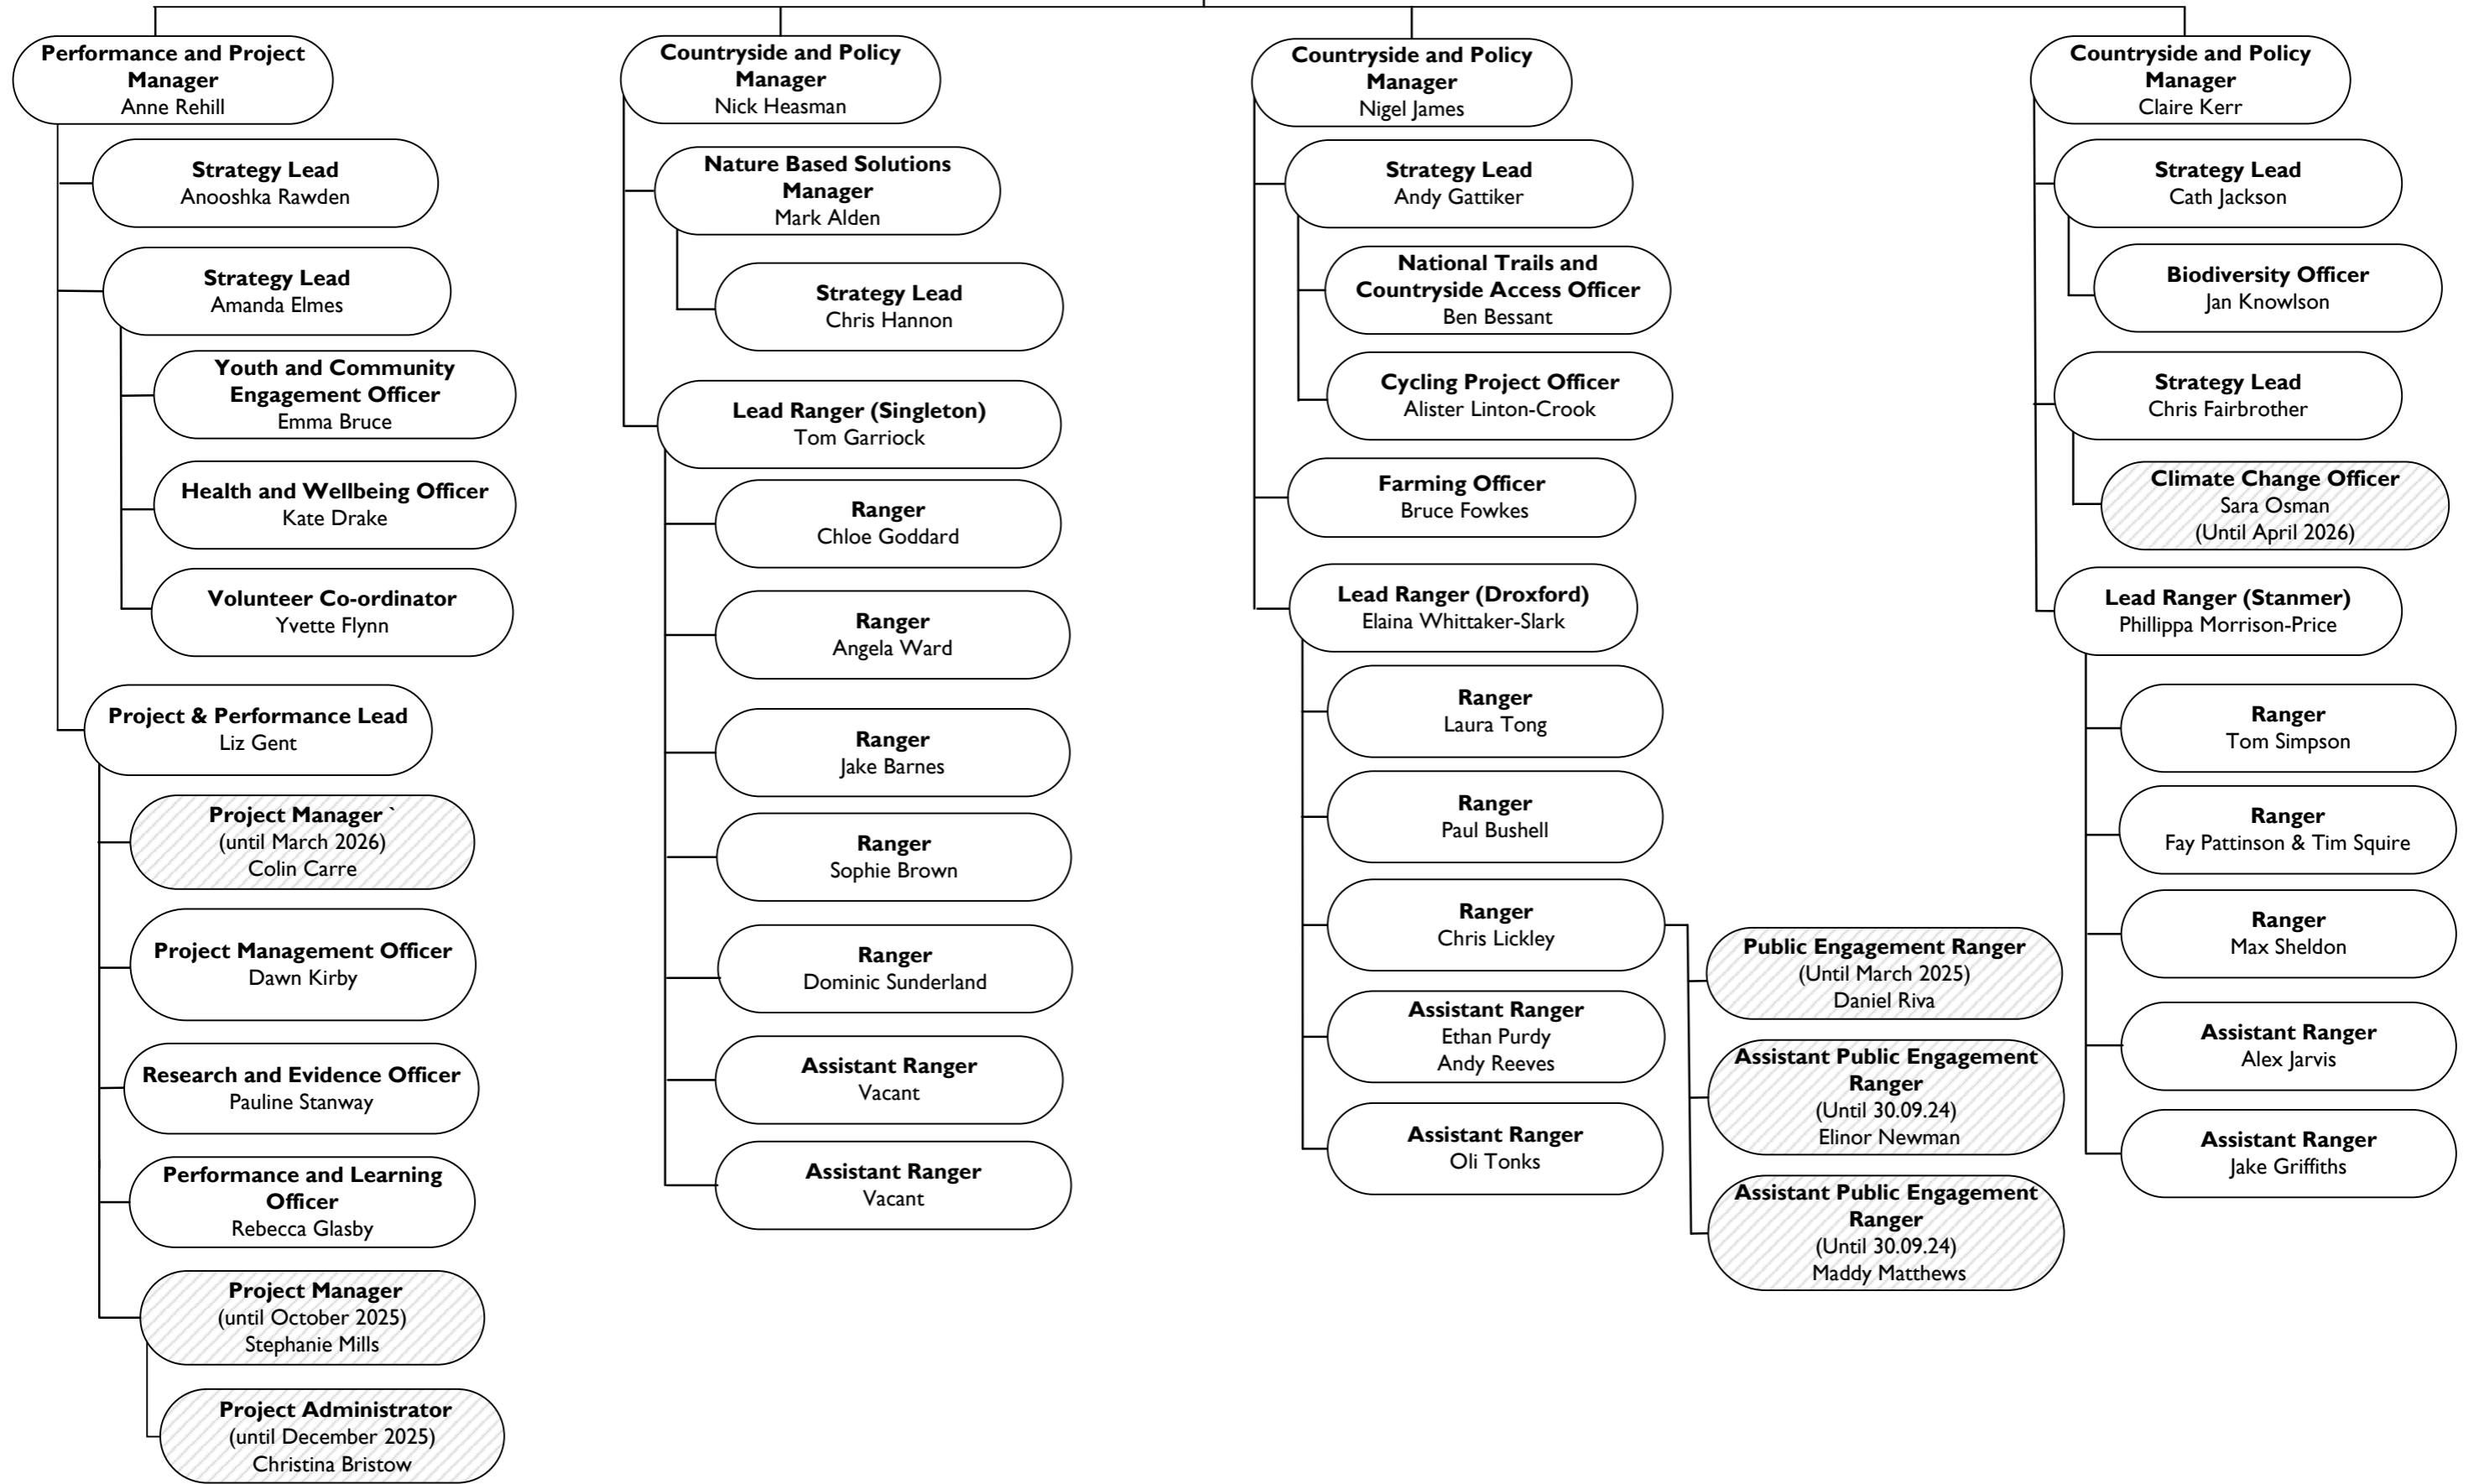 Performance and Project
Manager
Anne Rehill
Strategy Lead
Anooshka Rawden
Strategy Lead
Amanda Elmes
Youth and Community
Engagement Officer
Emma Bruce
Health and Wellbeing Officer
Kate Drake
Volunteer Co-ordinator
Yvette Flynn
Project & Performance Lead
Liz Gent
Project Manager `
(until March 2026)
Colin Carre
Project Management Officer
Dawn Kirby
Research and Evidence Officer
Pauline Stanway
Performance and Learning
Officer
Rebecca Glasby
Project Manager
(until October 2025)
Stephanie Mills
Project Administrator
(until December 2025)
Christina Bristow
Countryside and Policy
Manager
Nick Heasman
Nature Based Solutions
Manager
Mark Alden
Strategy Lead
Chris Hannon
Lead Ranger (Singleton)
Tom Garriock
Ranger
Chloe Goddard
Ranger
Angela Ward
Ranger
Jake Barnes
Ranger
Sophie Brown
Ranger
Dominic Sunderland
Assistant Ranger
Vacant
Assistant Ranger
Vacant
Countryside and Policy
Manager
Nigel James
Strategy Lead
Andy Gattiker
National Trails and
Countryside Access Officer
Ben Bessant
Cycling Project Officer
Alister Linton-Crook
Farming Officer
Bruce Fowkes
Lead Ranger (Droxford)
Elaina Whittaker-Slark
Ranger
Laura Tong
Ranger
Paul Bushell
Ranger
Chris Lickley
Assistant Ranger
Ethan Purdy
Andy Reeves
Assistant Ranger
Oli Tonks
Public Engagement Ranger
(Until March 2025)
Daniel Riva
Assistant Public Engagement
Ranger
(Until 30.09.24)
Elinor Newman
Assistant Public Engagement
Ranger
(Until 30.09.24)
Maddy Matthews
Countryside and Policy
Manager
Claire Kerr
Strategy Lead
Cath Jackson
Biodiversity Officer
Jan Knowlson
Strategy Lead
Chris Fairbrother
Climate Change Officer
Sara Osman
(Until April 2026)
Lead Ranger (Stanmer)
Phillippa Morrison-Price
Ranger
Tom Simpson
Ranger
Fay Pattinson & Tim Squire
Ranger
Max Sheldon
Assistant Ranger
Alex Jarvis
Assistant Ranger
Jake Griffiths